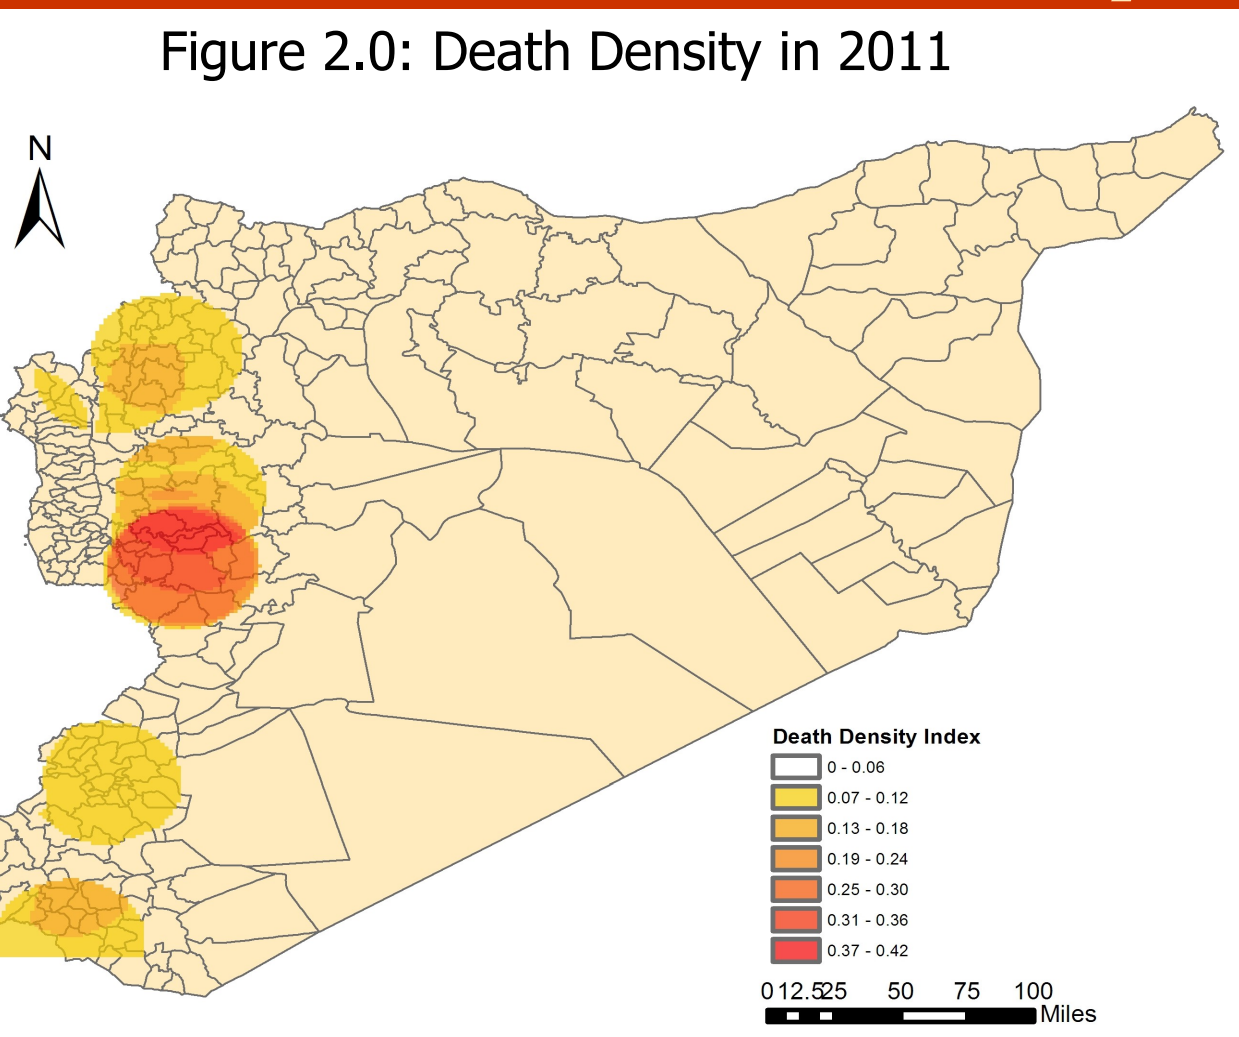 Figure 2.0: Death Density in 2011
N
Death Density Index
0 - 0.06
0.07 - 0.12
0.13 - 0.18
0.19 - 0.24
0.25 - 0.30
0.31 - 0.36
0.37 - 0.42
0 12.5 25 50 75 100
Miles